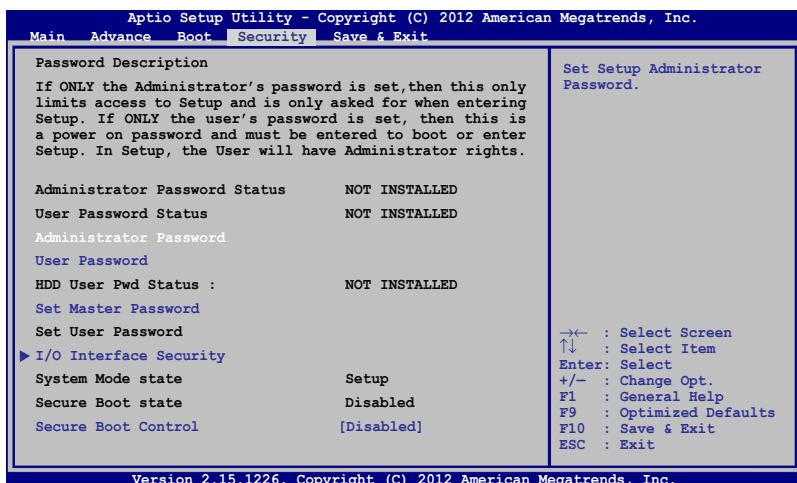 Aptio Setup Utility - Copyright (C) 2012 American Megatrends, Inc.
Main Advance Boot Security Save & Exit
Password Description
If ONLY the Administrator's password is set,then this only
limits access to Setup and is only asked for when entering
Setup. If ONLY the user's password is set, then this is
a power on password and must be entered to boot or enter
Setup. In Setup, the User will have Administrator rights.
Administrator Password Status NOT INSTALLED
User Password Status NOT INSTALLED
Administrator Password
User Password
HDD User Pwd Status : NOT INSTALLED
Set Master Password
Set User Password
I/O Interface Security
System Mode state Setup
Secure Boot state Disabled
Secure Boot Control [Disabled]
Set Setup Administrator
Password.
→← : Select Screen
↑↓ : Select Item
Enter: Select
+/— : Change Opt.
F1 : General Help
F9 : Optimized Defaults
F10 : Save & Exit
ESC : Exit
Version 2.15.1226. Copyright (C) 2012 American Megatrends, Inc.